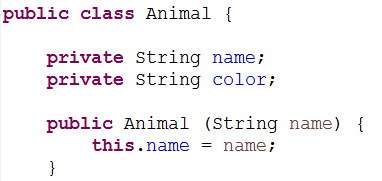 public class Animal {
private String name;
private String color;
public Animal (String name) {
this.name = name;
}